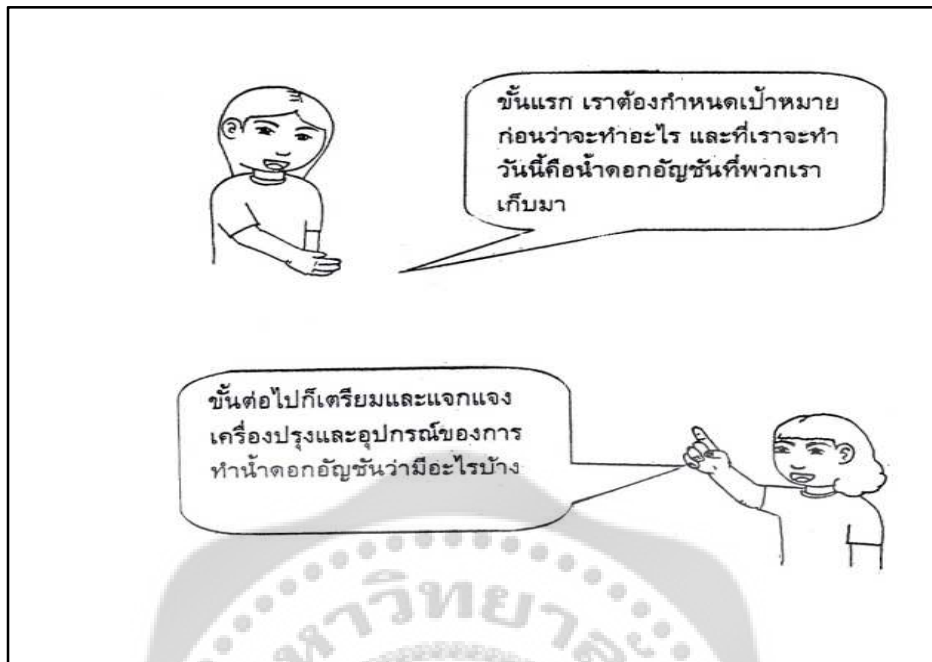 ขั้นแรก เราต้องกำหนดเป้าหมาย
ก่อนว่าจะทำอะไร และที่เราจะทำ
วันนี้คือน้ำดอกอัญชันที่พวกเรา
เก็บมา
ขั้นต่อไปก็เตรียมและแจกแจง
เครื่องปรุงและอุปกรณ์ของการ
ทำน้ำดอกอัญชันว่ามีอะไรบ้าง